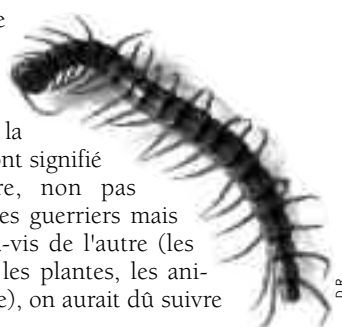 e
la
ont signifié
re, non pas
es guerriers mais
-vis de l'autre (les
les plantes, les ani-
e), on aurait dû suivre
D.R.